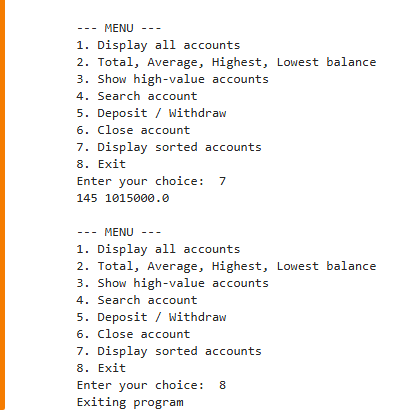 --- MENU ---
1. Display all accounts
2. Total, Average, Highest, Lowest balance
3. Show high-value accounts
4. Search account
5. Deposit / Withdraw
6. Close account
7. Display sorted accounts
8. Exit
Enter your choice:  7
145 1015000.0

--- MENU ---
1. Display all accounts
2. Total, Average, Highest, Lowest balance
3. Show high-value accounts
4. Search account
5. Deposit / Withdraw
6. Close account
7. Display sorted accounts
8. Exit
Enter your choice:  8
Exiting program